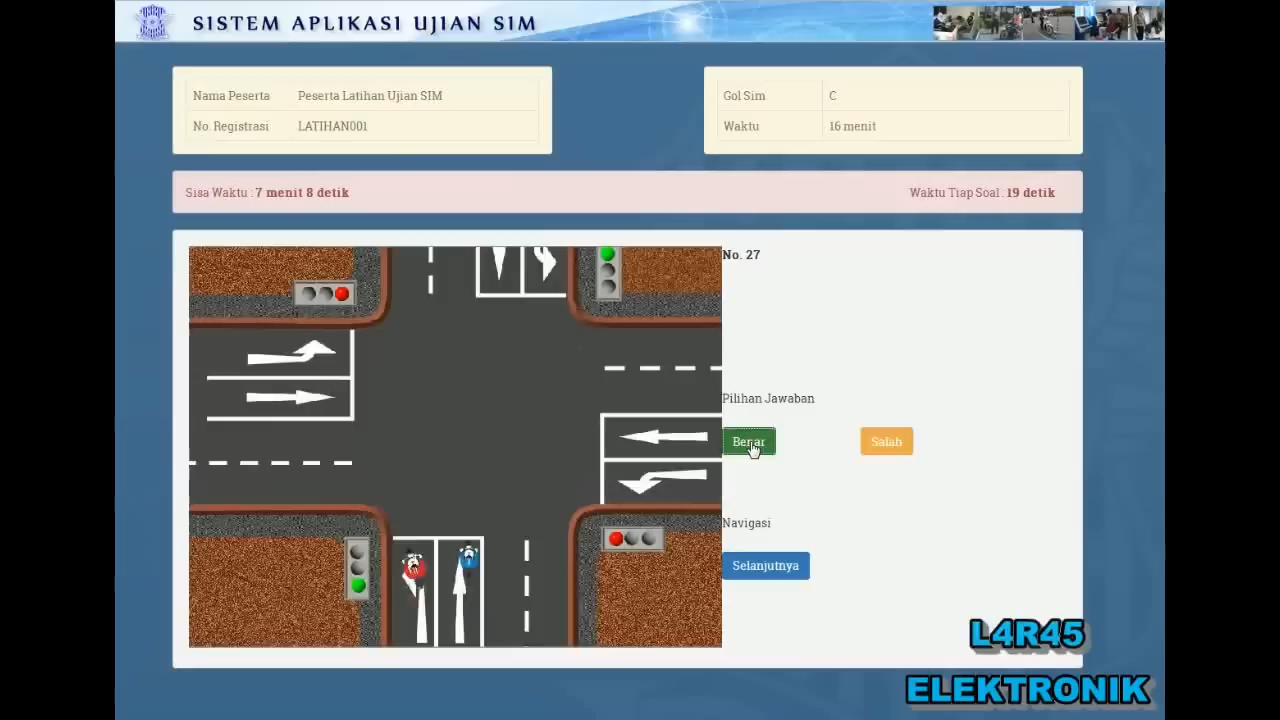 SISTEM APLIKASI UJIAN SIM
Nama Peserta Peserta Latihan Ujian SIM
No. Registrasi LATIHAN001
Gol Sim C
Waktu 16 menit
Sisa Waktu : 7 menit 8 detik
Waktu Tiap Soal : 19 detik
No. 27
Pilihan Jawaban
Benar Salah
Navigasi
Selanjutnya
L4R45
ELEKTRONIK